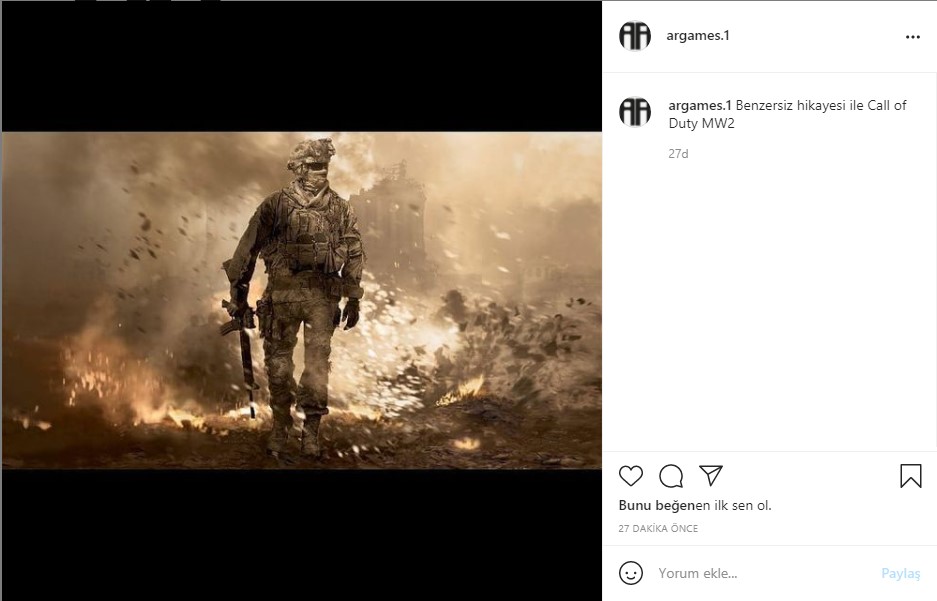 argames.1
argames.1 Benzersiz hikayesi ile Call of
Duty MW2
27d
Bunu beğenen ilk sen ol.
27 DAKİKA ÖNCE
Yorum ekle...
Paylaş